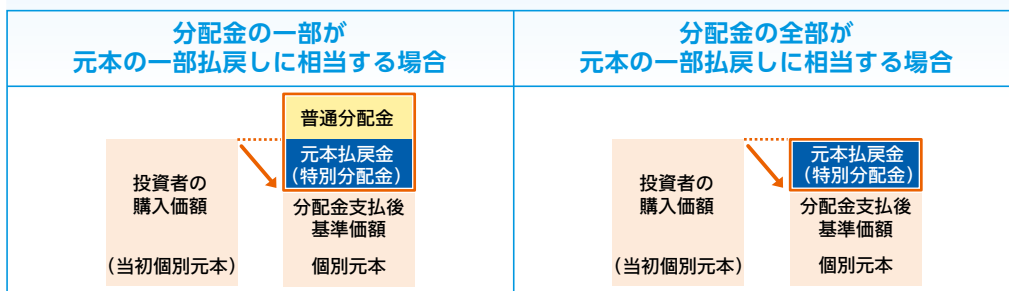 分配金の一部が
元本の一部払戻しに相当する場合
普通分配金
元本払戻金
（特別分配金）
投資者の
購入価額
（当初個別元本）
分配金支払後
基準価額
個別元本
分配金の全部が
元本の一部払戻しに相当する場合
元本払戻金
（特別分配金）
投資者の
購入価額
（当初個別元本）
分配金支払後
基準価額
個別元本